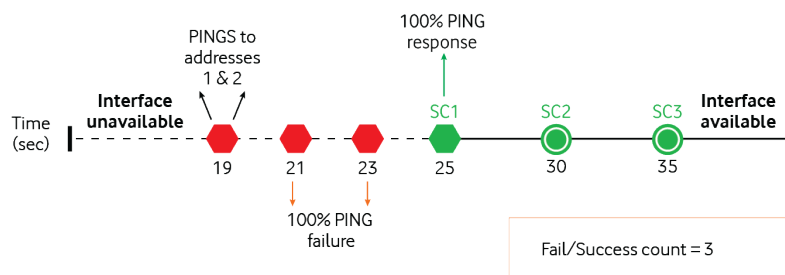 PINGS to
addresses
1 & 2
100% PING
response
Interface
unavailable
SC1
SC2
SC3
Interface
available
Time
(sec)
19
21
23
25
30
35
100% PING
failure
Fail/Success count = 3